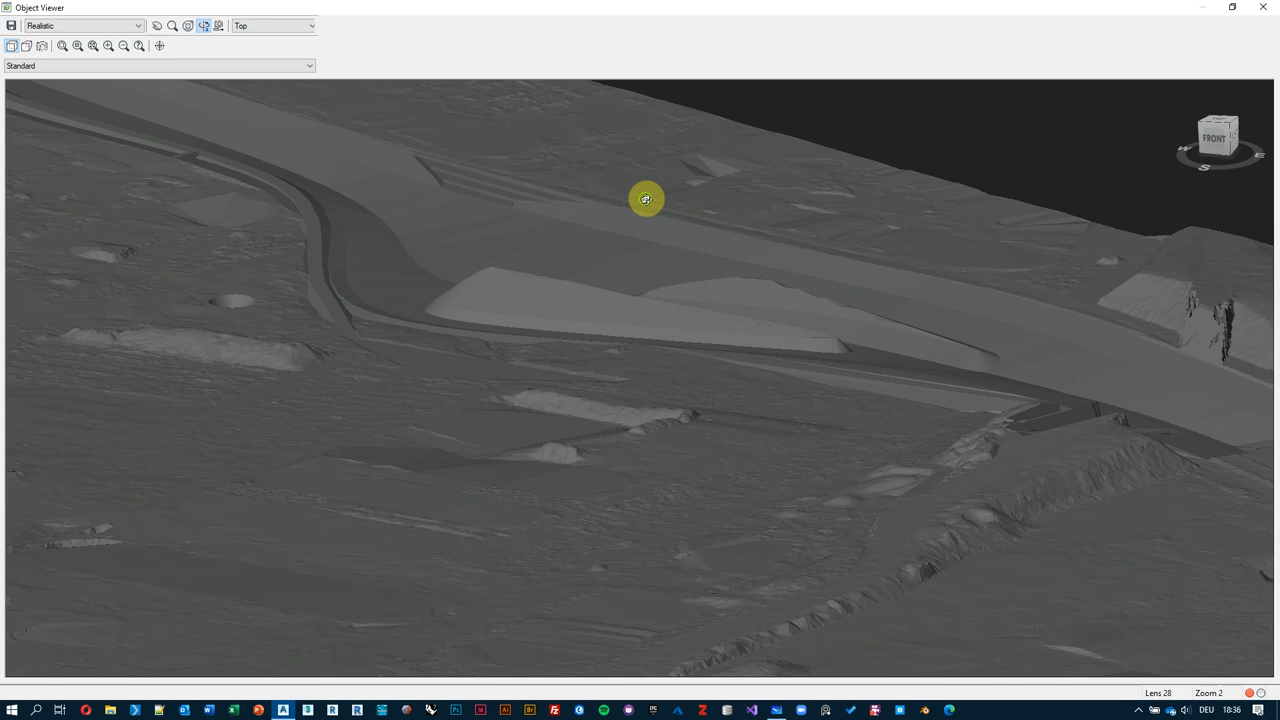 Object Viewer
Realistic
Top
Standard
FRONT
S
E
Lens 28
Zoom 2
DEU
18:36